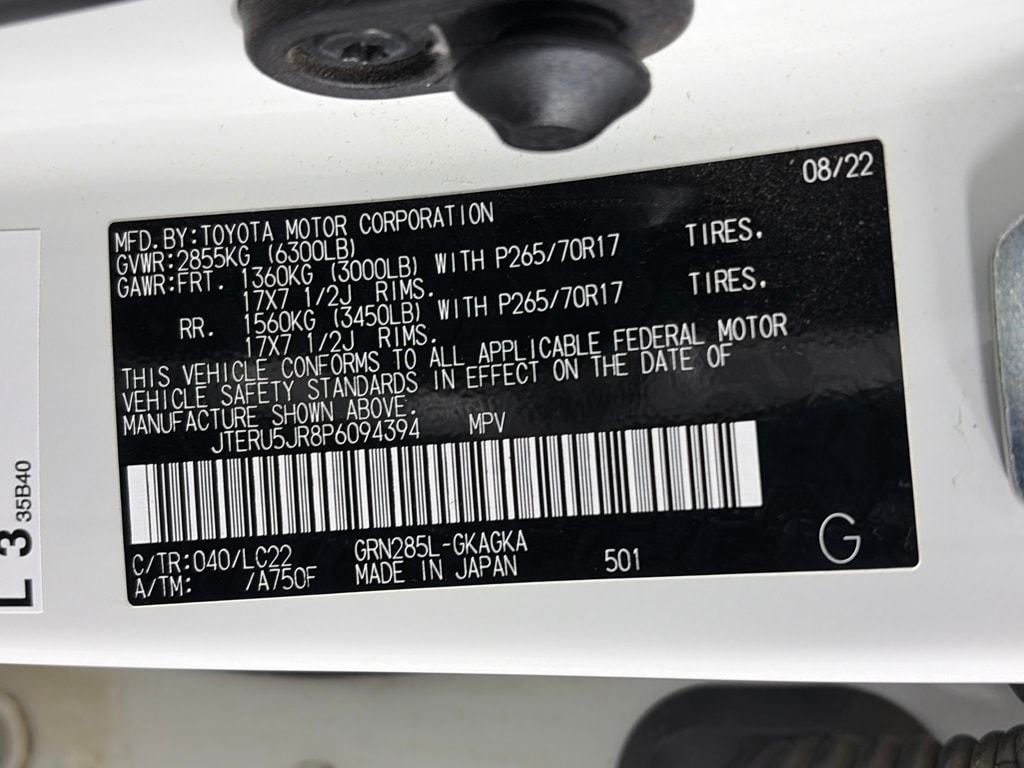 08/22
MFD.BY:TOYOTA MOTOR CORPORATION
GVWR:2855KG (6300LB)
GAWR:FRT. 1360KG (3000LB) WITH P265/70R17 TIRES.
17X7 1/2J RIMS.
RR. 1560KG (3450LB) WITH P265/70R17 TIRES.
17X7 1/2J RIMS.
THIS VEHICLE CONFORMS TO ALL APPLICABLE FEDERAL MOTOR
VEHICLE SAFETY STANDARDS IN EFFECT ON THE DATE OF
MANUFACTURE SHOWN ABOVE.
JTERU5JR8P6094394 MPV
C/TR:040/LC22 GRN285L-GKAGKA
A/TM: /A750F MADE IN JAPAN 501 G
L 3
35B40